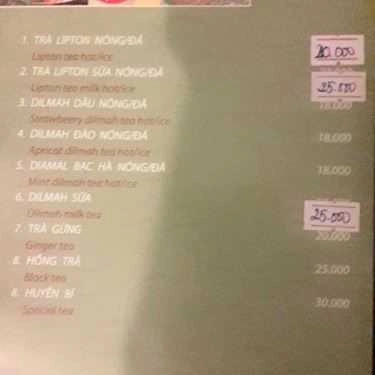 1. TRÀ LIPTON NÓNG/ĐÁ 20.000
Lipton tea hot/ice
2. TRÀ LIPTON SỮA NÓNG/ĐÁ 25.000
Lipton tea milk hot/ice
3. DILMAH DÂU NÓNG/ĐÁ 18.000
Strawbeery dilmah tea hot/ice
4. DILMAH ĐÀO NÓNG/ĐÁ 18.000
Apricot dilmah tea hot/ice
5. DIAMAL BẠC HÀ NÓNG/ĐÁ 18.000
Mint dilmah tea hot/ice
6. DILMAH SỮA 25.000
Dilmah milk tea
7. TRÀ GỪNG 20.000
Ginger tea
8. HỒNG TRÀ 25.000
Black tea
8. HUYỀN BÍ 30.000
Special tea